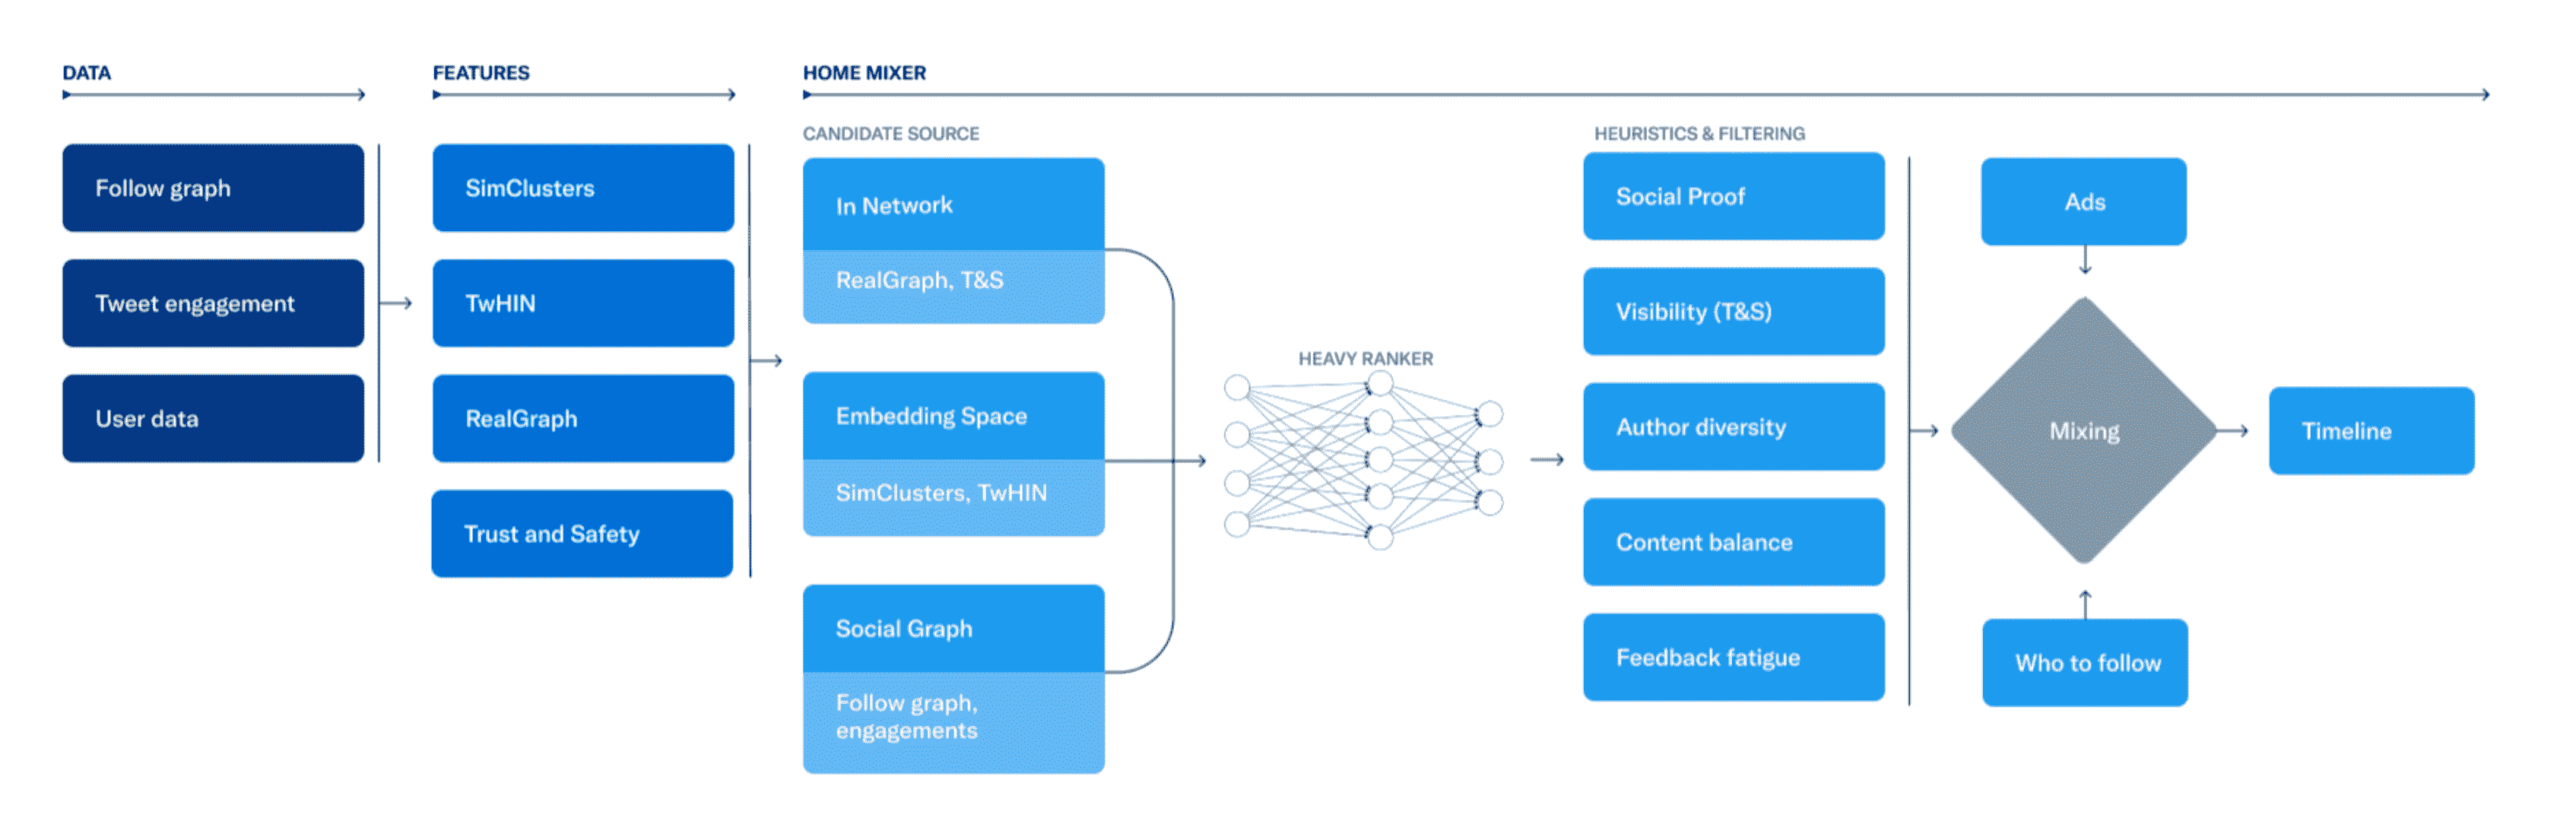 DATA
Follow graph
Tweet engagement
User data
FEATURES
SimClusters
TwHIN
RealGraph
Trust and Safety
HOME MIXER
CANDIDATE SOURCE
In Network
RealGraph, T&S
Embedding Space
SimClusters, TwHIN
Social Graph
Follow graph,
engagements
HEAVY RANKER
HEURISTICS & FILTERING
Social Proof
Visibility (T&S)
Author diversity
Content balance
Feedback fatigue
Ads
Mixing
Who to follow
Timeline